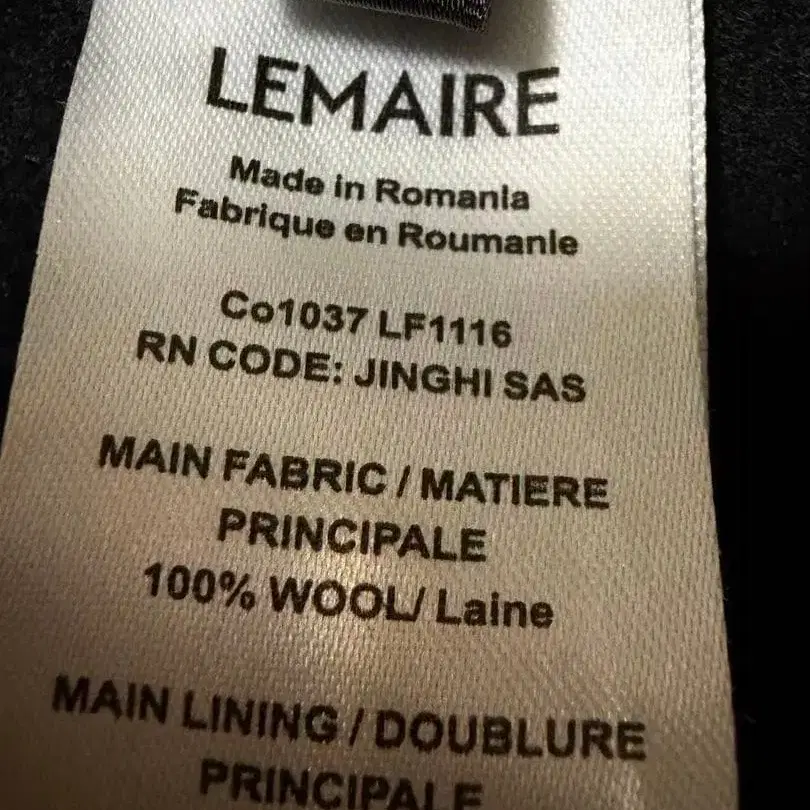 LEMAIRE
Made in Romania
Fabrique en Roumanie
Co1037 LF1116
RN CODE: JINGHI SAS
MAIN FABRIC / MATIERE
PRINCIPALE
100% WOOL/ Laine
MAIN LINING / DOUBLURE
PRINCIPALE